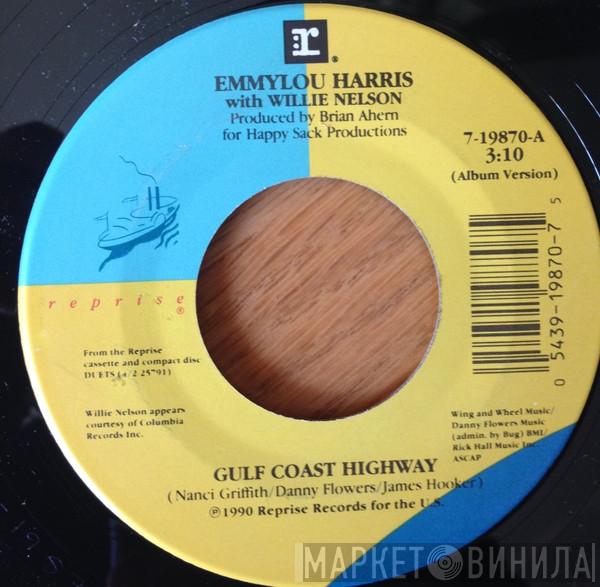 r®
EMMYLOU HARRIS
with WILLIE NELSON
Produced by Brian Ahern
for Happy Sack Productions
7-19870-A
3:10
(Album Version)
reprise
®
0 5439-19870-7 5
From the Reprise
cassette and compact disc
DUETS (4/2 25791)
Willie Nelson appears
courtesy of Columbia
Records Inc.
Wing and Wheel Music/
Danny Flowers Music
(admin. by Bug) BMI/
Rick Hall Music Inc.
ASCAP
GULF COAST HIGHWAY
(Nanci Griffith/Danny Flowers/James Hooker)
℗1990 Reprise Records for the U.S.
МАРКЕТ ВИНИЛА